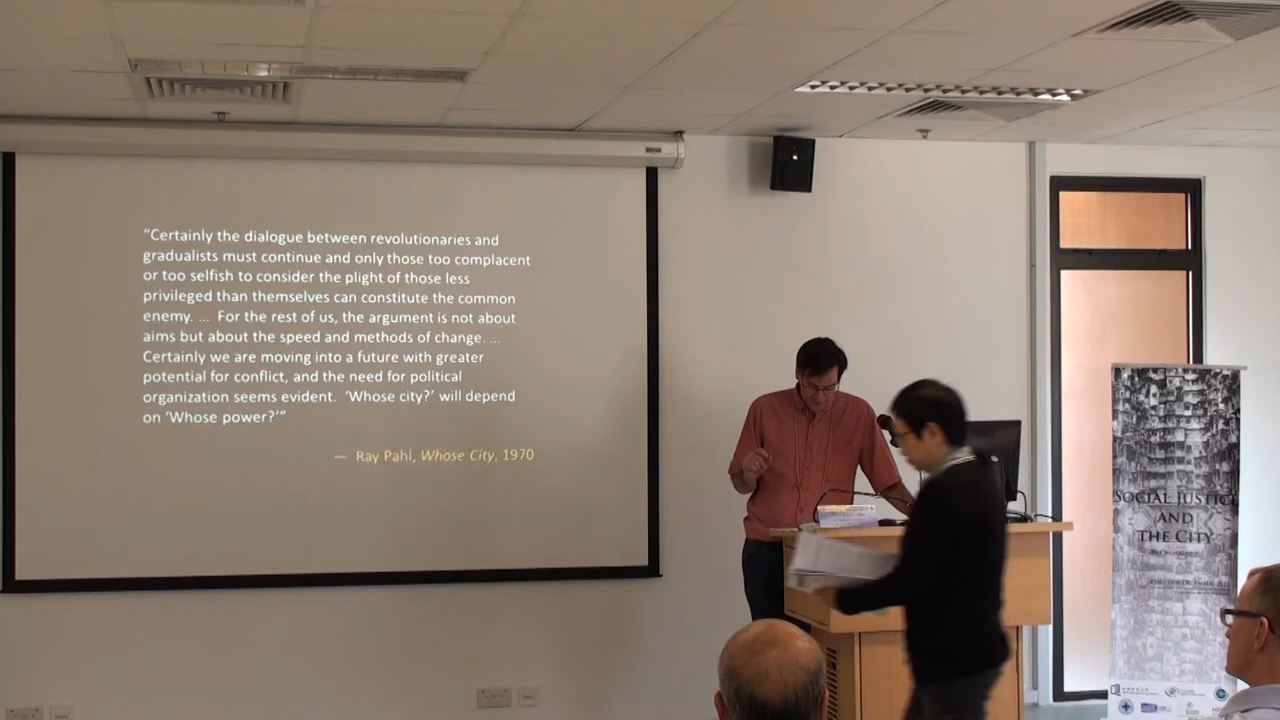 "Certainly the dialogue between revolutionaries and
gradualists must continue and only those too complacent
or too selfish to consider the plight of those less
privileged than themselves can constitute the common
enemy. ... For the rest of us, the argument is not about
aims but about the speed and methods of change. ...
Certainly we are moving into a future with greater
potential for conflict, and the need for political
organization seems evident. 'Whose city?' will depend
on 'Whose power?'"
— Ray Pahl, Whose City, 1970
SOCIAL JUSTICE
AND
THE CITY